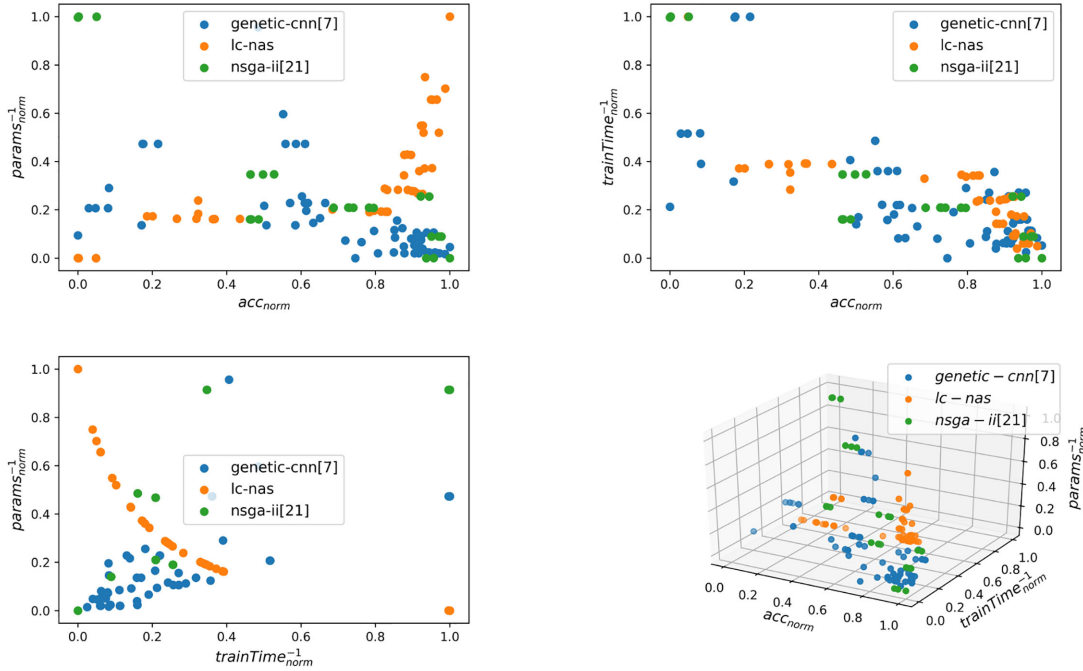 genetic-cnn[7]
lc-nas
nsga-ii[21]
1.0
0.8
0.6
0.4
0.2
0.0
params⁻¹norm
0.0 0.2 0.4 0.6 0.8 1.0
accnorm
genetic-cnn[7]
lc-nas
nsga-ii[21]
1.0
0.8
0.6
0.4
0.2
0.0
trainTime⁻¹norm
0.0 0.2 0.4 0.6 0.8 1.0
accnorm
genetic-cnn[7]
lc-nas
nsga-ii[21]
1.0
0.8
0.6
0.4
0.2
0.0
params⁻¹norm
0.0 0.2 0.4 0.6 0.8 1.0
trainTime⁻¹norm
genetic − cnn[7]
lc − nas
nsga − ii[21]
1.0
0.8
0.6
0.4
0.2
0.0
params⁻¹norm
0.0 0.2 0.4 0.6 0.8 1.0
accnorm
0.0 0.2 0.4 0.6 0.8 1.0
trainTime⁻¹norm